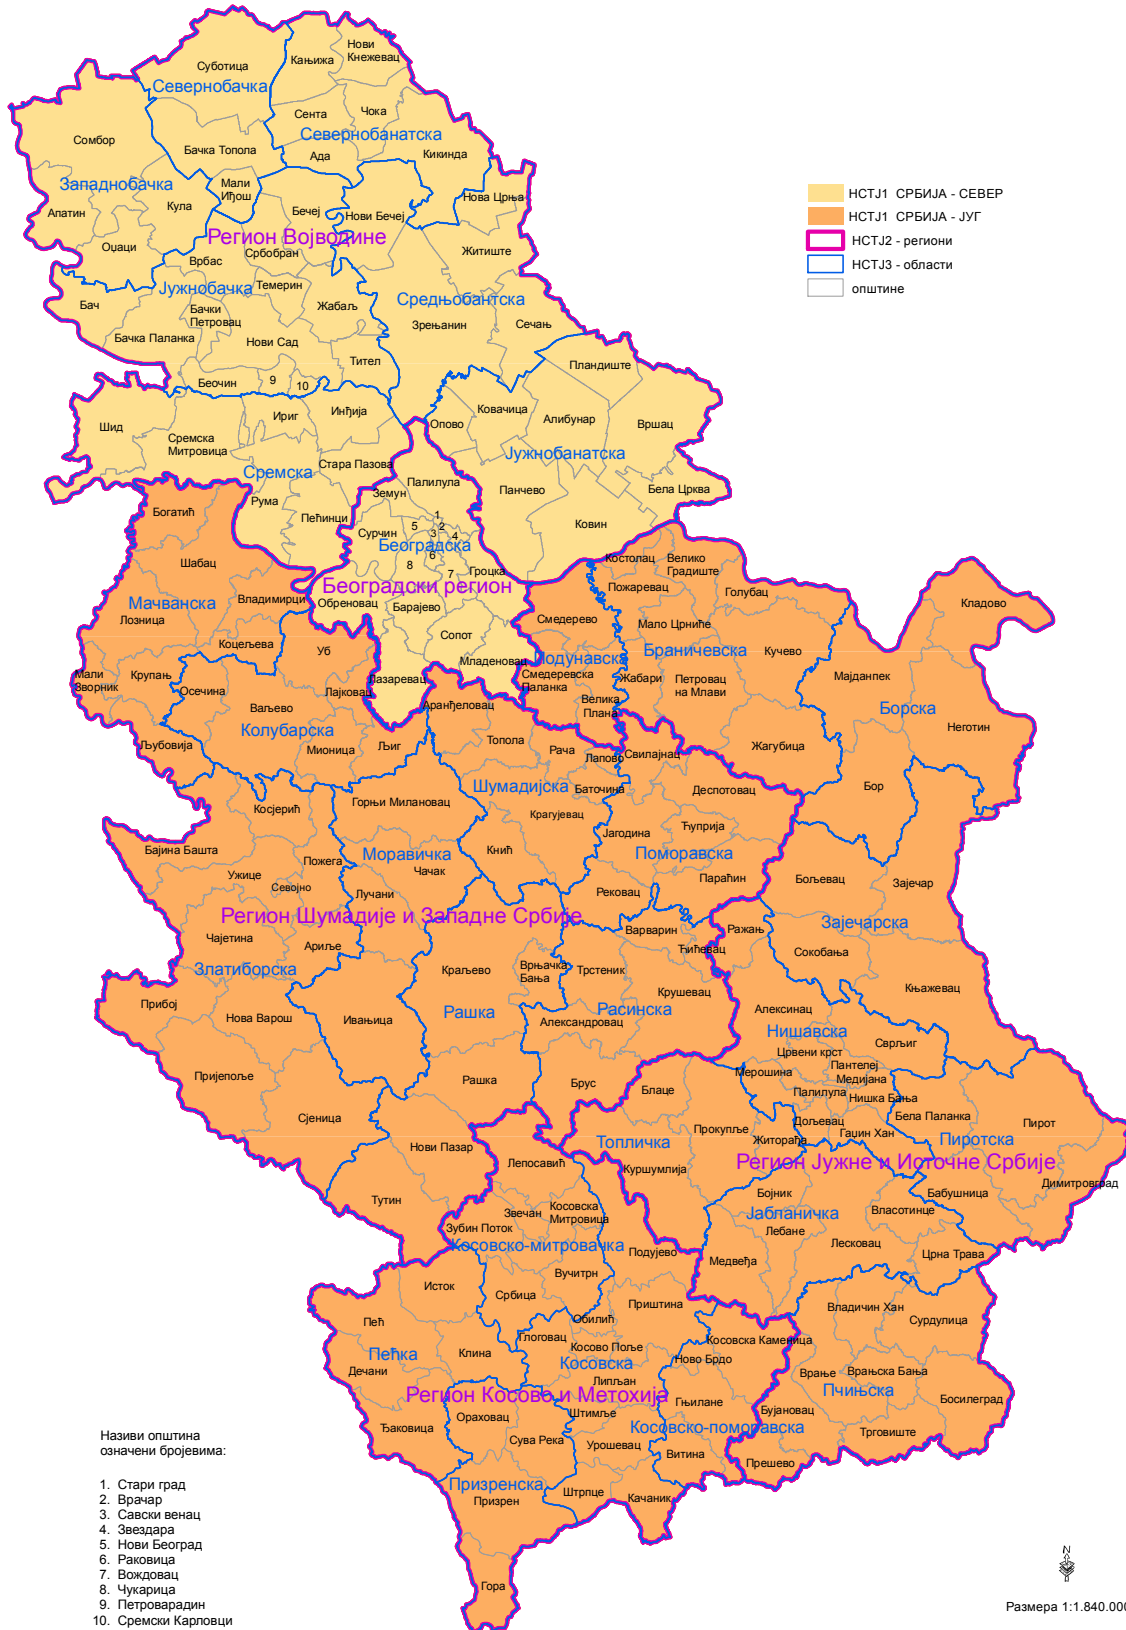 Нови
Кнежевац
Кањижа
Суботица
Севернобачка
Чока
Сента
Севернобанатска
Сомбор
Бачка Топола
Ада
Кикинда
Западнобачка
Мали
Иђош
Нова Црња
Апатин
Кула
Бечеј
Нови Бечеј
Регион Војводине
Оџаци
Србобран
Житиште
Врбас
Јужнобачка
Темерин
Средњобантска
Бач
Бачки
Петровац
Жабаљ
Зрењанин
Сечањ
Бачка Паланка
Нови Сад
Тител
Пландиште
Беочин
9
10
Инђија
Ковачица
Шид
Ириг
Опово
Алибунар
Вршац
Сремска
Митровица
Јужнобанатска
Стара Пазова
Сремска
Палилула
Земун
Панчево
Бела Црква
Рума
Богатић
Пећинци
1
2
3
4
5
Сурчин
Ковин
Београдска
6
8
7
Шабац
Гроцка
Београдски регион
Костолац
Велико
Градиште
Пожаревац
Голубац
Мачванска
Владимирци
Обреновац
Барајево
Кладово
Лозница
Смедерево
Мало Црниће
Коцељева
Уб
Сопот
Браничевска
Кучево
Младеновац
Подунавска
Мали
Зворник
Крупањ
Осечина
Лајковац
Лазаревац
Смедеревска
Паланка
Жабари
Петровац
на Млави
Мајданпек
Ваљево
Аранђеловац
Велика
Плана
Борска
Неготин
Колубарска
Љубовија
Мионица
Љиг
Топола
Рача
Лапово
Свилајнац
Жагубица
Шумадијска
Баточина
Деспотовац
Бор
Косјерић
Горњи Милановац
Крагујевац
Јагодина
Ћуприја
Бајина Башта
Пожега
Моравичка
Чачак
Кнић
Поморавска
Ужице
Севојно
Лучани
Рековац
Параћин
Бољевац
Зајечар
Регион Шумадије и Западне Србије
Чајетина
Ариље
Варварин
Ћићевац
Ражањ
Зајечарска
Сокобања
Златиборска
Краљево
Врњачка
Бања
Трстеник
Крушевац
Књажевац
Прибој
Нова Варош
Ивањица
Рашка
Александровац
Расинска
Алексинац
Нишавска
Сврљиг
Црвени крст
Пантелеј
Медијана
Пријепоље
Рашка
Брус
Блаце
Мерошина
Палилула
Нишка Бања
Сјеница
Бела Паланка
Пирот
Прокупље
Дољевац
Гаџин Хан
Житорађа
Пиротска
Топличка
Нови Пазар
Лепосавић
Куршумлија
Регион Јужне и Источне Србије
Димитровград
Тутин
Бојник
Бабушница
Јабланичка
Власотинце
Звечан
Косовска
Митровица
Зубин Поток
Лебане
Лесковац
Косовско-митровачка
Подујево
Медвеђа
Црна Трава
Вучитрн
Исток
Србица
Приштина
Владичин Хан
Сурдулица
Пећ
Обилић
Глоговац
Косово Поље
Косовска Каменица
Пећка
Клина
Косовска
Ново Брдо
Дечани
Липљан
Врање
Врањска Бања
Пчињска
Босилеград
Регион Косово и Метохија
Гњилане
Ораховац
Штимље
Бујановац
Ђаковица
Сува Река
Урошевац
Косовско-поморавска
Трговиште
Витина
Прешево
Призренска
Призрен
Штрпце
Качаник
Гора
НСТЈ1 СРБИЈА - СЕВЕР
НСТЈ1 СРБИЈА - ЈУГ
НСТЈ2 - региони
НСТЈ3 - области
општине
Називи општина
означени бројевима:
1. Стари град
2. Врачар
3. Савски венац
4. Звездара
5. Нови Београд
6. Раковица
7. Вождовац
8. Чукарица
9. Петроварадин
10. Сремски Карловци
N
Размера 1:1.840.000